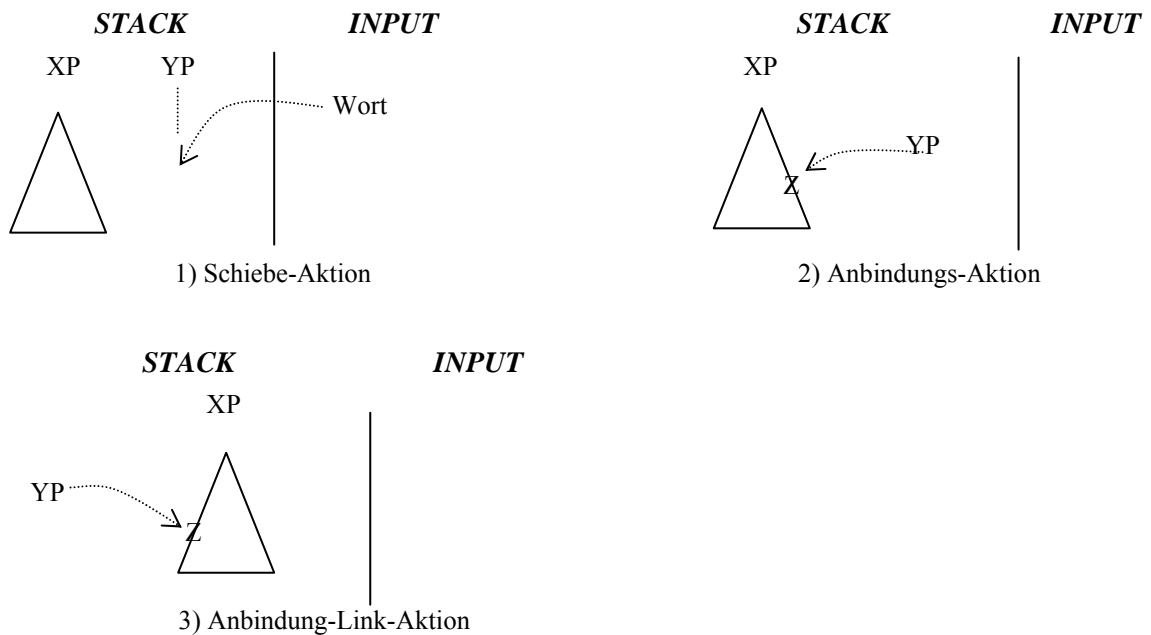 STACK INPUT
XP YP
Wort
1) Schiebe-Aktion
STACK INPUT
XP
YP
Z
2) Anbindungs-Aktion
STACK INPUT
XP
YP
Z
3) Anbindung-Link-Aktion